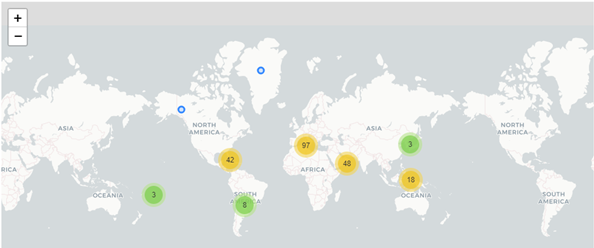 +
−
ASIA
NORTH
AMERICA
ASIA
NORTH
AMERICA
3
42
97
48
RICA
AFRICA
18
OCEANIA
SOUTH
AMERICA
OCEANIA
SOUTH
AMERICA
3
8